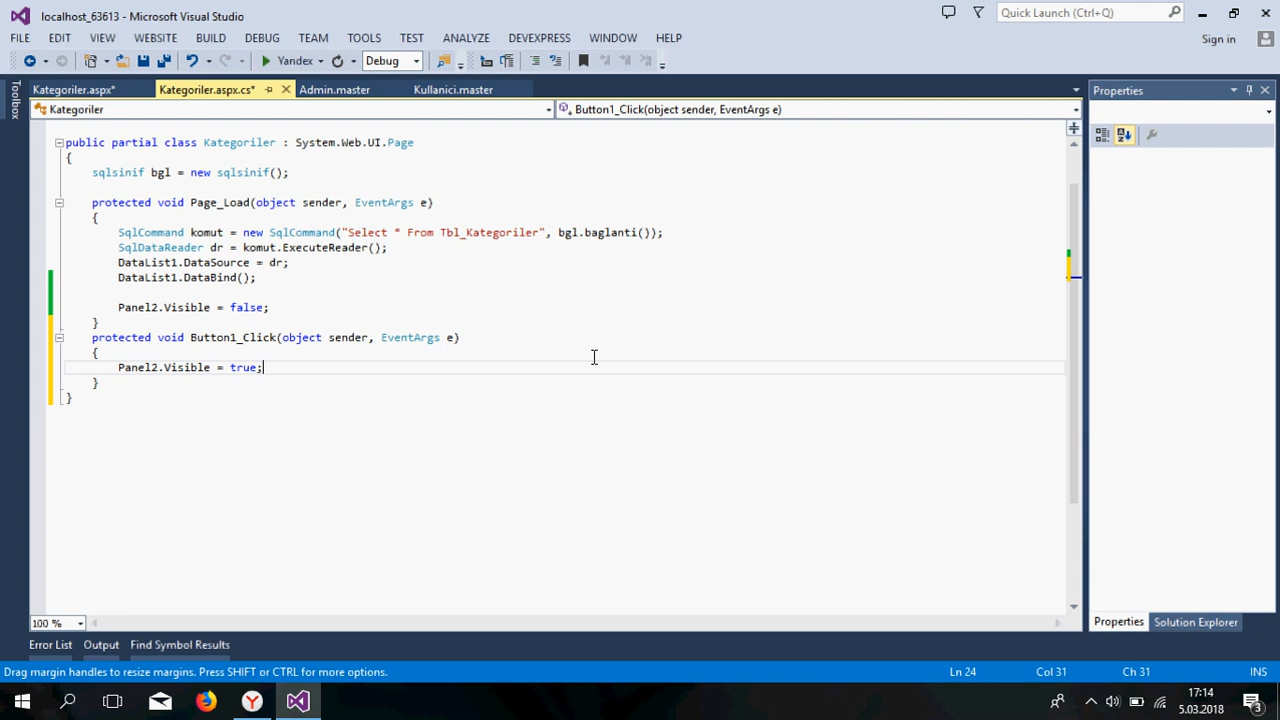 localhost_63613 - Microsoft Visual Studio
Quick Launch (Ctrl+Q)
FILE EDIT VIEW WEBSITE BUILD DEBUG TEAM TOOLS TEST ANALYZE DEVEXPRESS WINDOW HELP
Sign in
Yandex
Debug
Toolbox
Kategoriler.aspx*
Kategoriler.aspx.cs*
Admin.master
Kullanici.master
Kategoriler
Button1_Click(object sender, EventArgs e)
public partial class Kategoriler : System.Web.UI.Page
{
sqlsinif bgl = new sqlsinif();
protected void Page_Load(object sender, EventArgs e)
{
SqlCommand komut = new SqlCommand("Select * From Tbl_Kategoriler", bgl.baglanti());
SqlDataReader dr = komut.ExecuteReader();
DataList1.DataSource = dr;
DataList1.DataBind();
Panel2.Visible = false;
}
protected void Button1_Click(object sender, EventArgs e)
{
Panel2.Visible = true;
}
}
100 %
Properties
Properties
Solution Explorer
Error List
Output
Find Symbol Results
Drag margin handles to resize margins. Press SHIFT or CTRL for more options.
Ln 24
Col 31
Ch 31
INS
17:14
5.03.2018
3